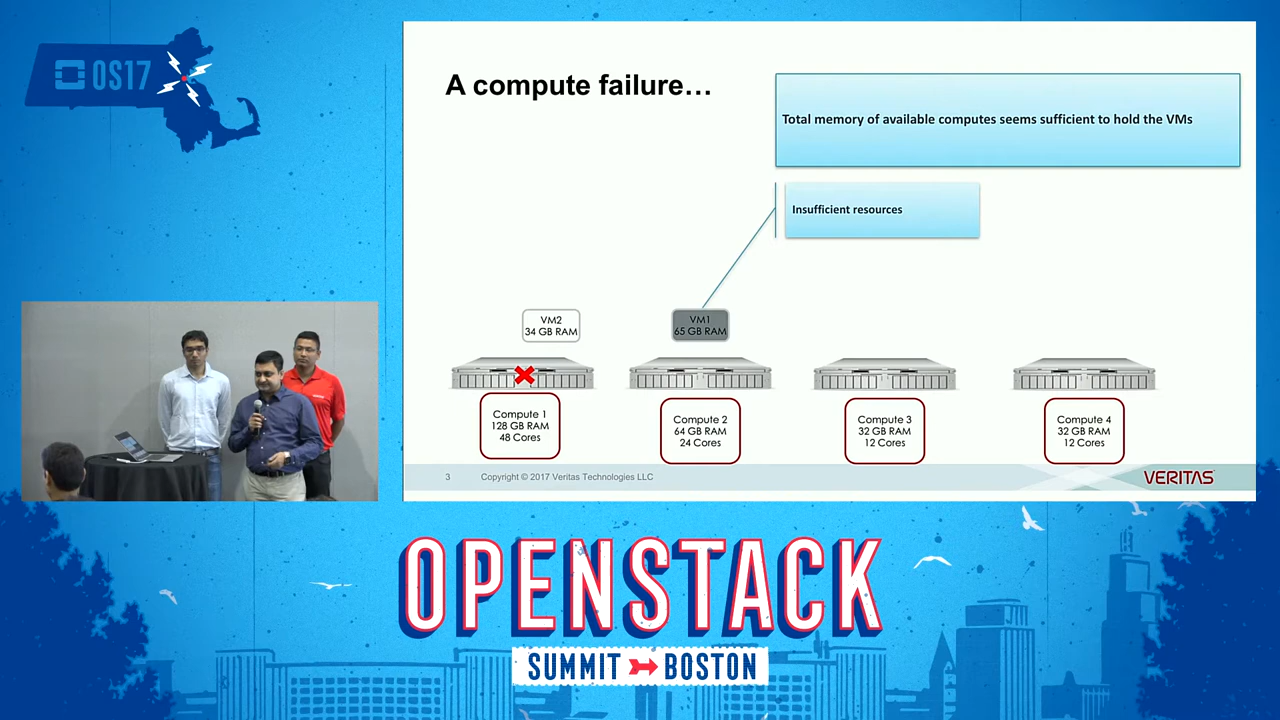 OS17
A compute failure…
Total memory of available computes seems sufficient to hold the VMs
Insufficient resources
VM2
34 GB RAM
VM1
65 GB RAM
Compute 1
128 GB RAM
48 Cores
Compute 2
64 GB RAM
24 Cores
Compute 3
32 GB RAM
12 Cores
Compute 4
32 GB RAM
12 Cores
3
Copyright © 2017 Veritas Technologies LLC
VERITAS
OPENSTACK
SUMMIT BOSTON